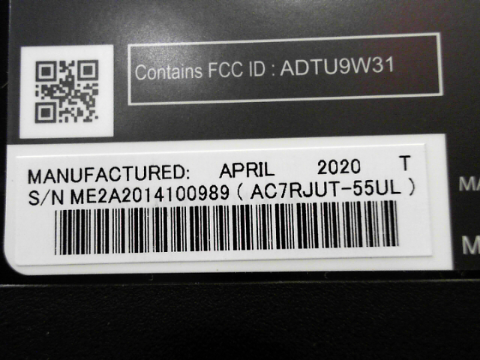 Contains FCC ID : ADTU9W31
MANUFACTURED: APRIL 2020 T
S/N ME2A2014100989 ( AC7RJUT-55UL )